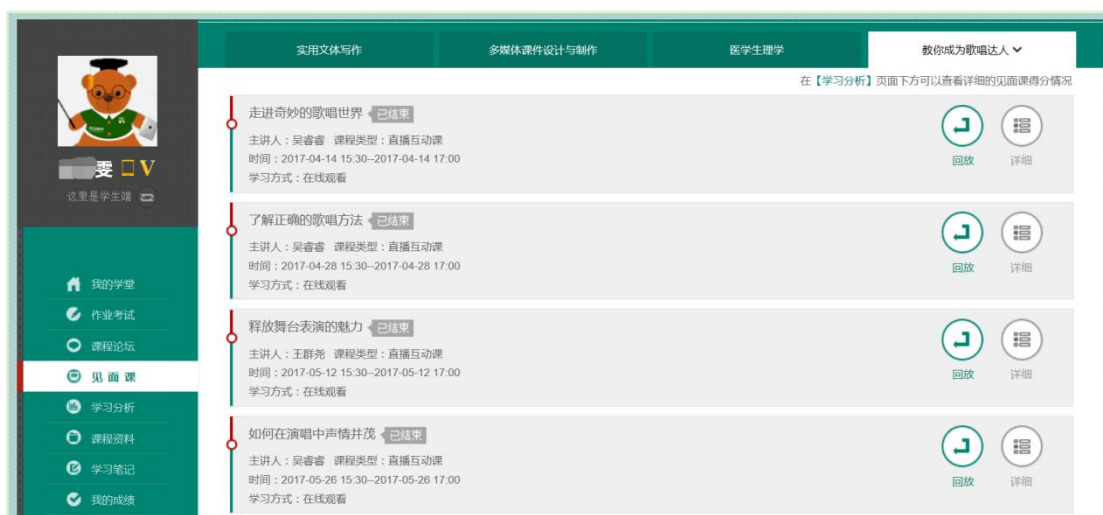 实用文体写作 多媒体课件设计与制作 医学生理学 教你成为歌唱达人
在【学习分析】页面下方可以查看详细的见面课得分情况
雯 V
这里是学生端
我的学堂
作业考试
课程论坛
见面课
学习分析
课程资料
学习笔记
我的成绩
走进奇妙的歌唱世界 已结束
主讲人：吴睿睿 课程类型：直播互动课
时间：2017-04-14 15:30--2017-04-14 17:00
学习方式：在线观看
回放 详细
了解正确的歌唱方法 已结束
主讲人：吴睿睿 课程类型：直播互动课
时间：2017-04-28 15:30--2017-04-28 17:00
学习方式：在线观看
回放 详细
释放舞台表演的魅力 已结束
主讲人：王群尧 课程类型：直播互动课
时间：2017-05-12 15:30--2017-05-12 17:00
学习方式：在线观看
回放 详细
如何在演唱中声情并茂 已结束
主讲人：吴睿睿 课程类型：直播互动课
时间：2017-05-26 15:30--2017-05-26 17:00
学习方式：在线观看
回放 详细